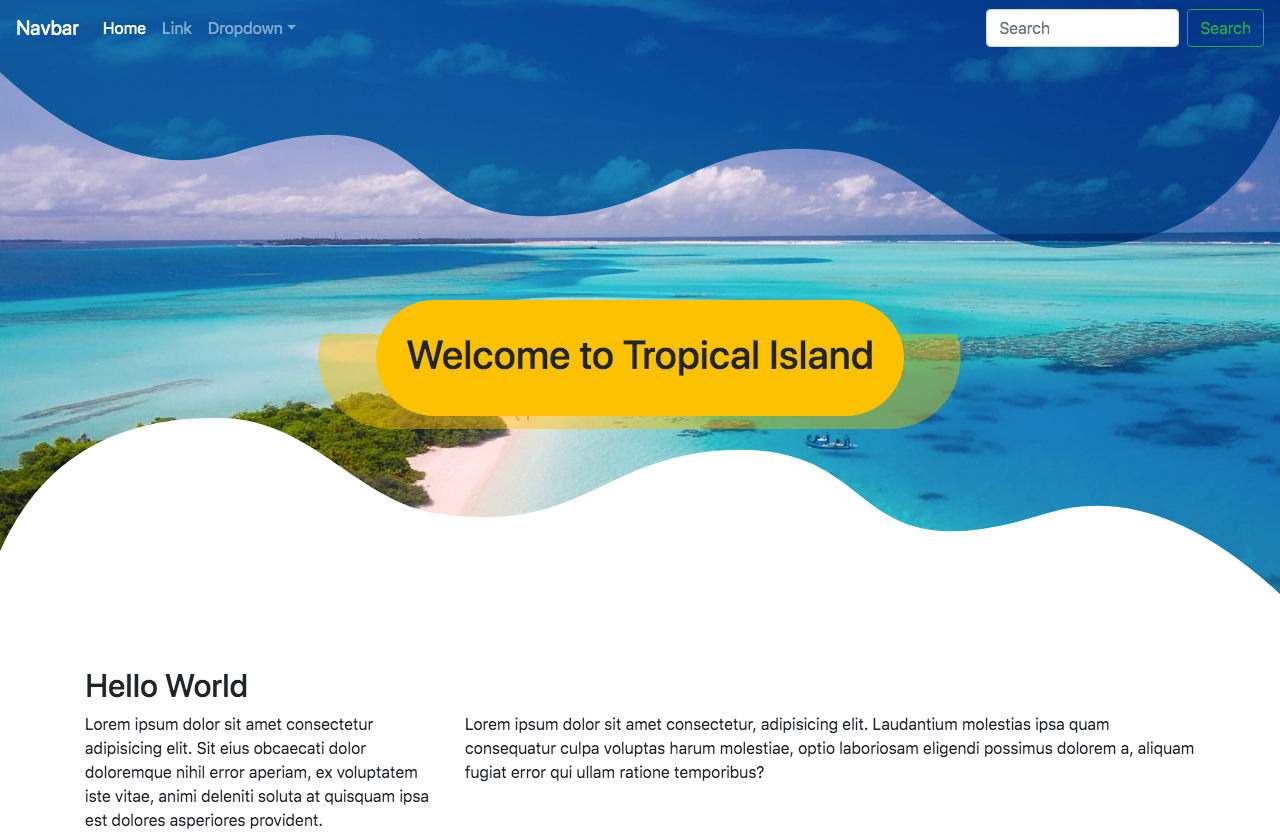 Navbar Home Link Dropdown Search Search
Welcome to Tropical Island
Hello World
Lorem ipsum dolor sit amet consectetur
adipisicing elit. Sit eius obcaecati dolor
doloremque nihil error aperiam, ex voluptatem
iste vitae, animi deleniti soluta at quisquam ipsa
est dolores asperiores provident.
Lorem ipsum dolor sit amet consectetur, adipisicing elit. Laudantium molestias ipsa quam
consequatur culpa voluptas harum molestiae, optio laboriosam eligendi possimus dolorem a, aliquam
fugiat error qui ullam ratione temporibus?